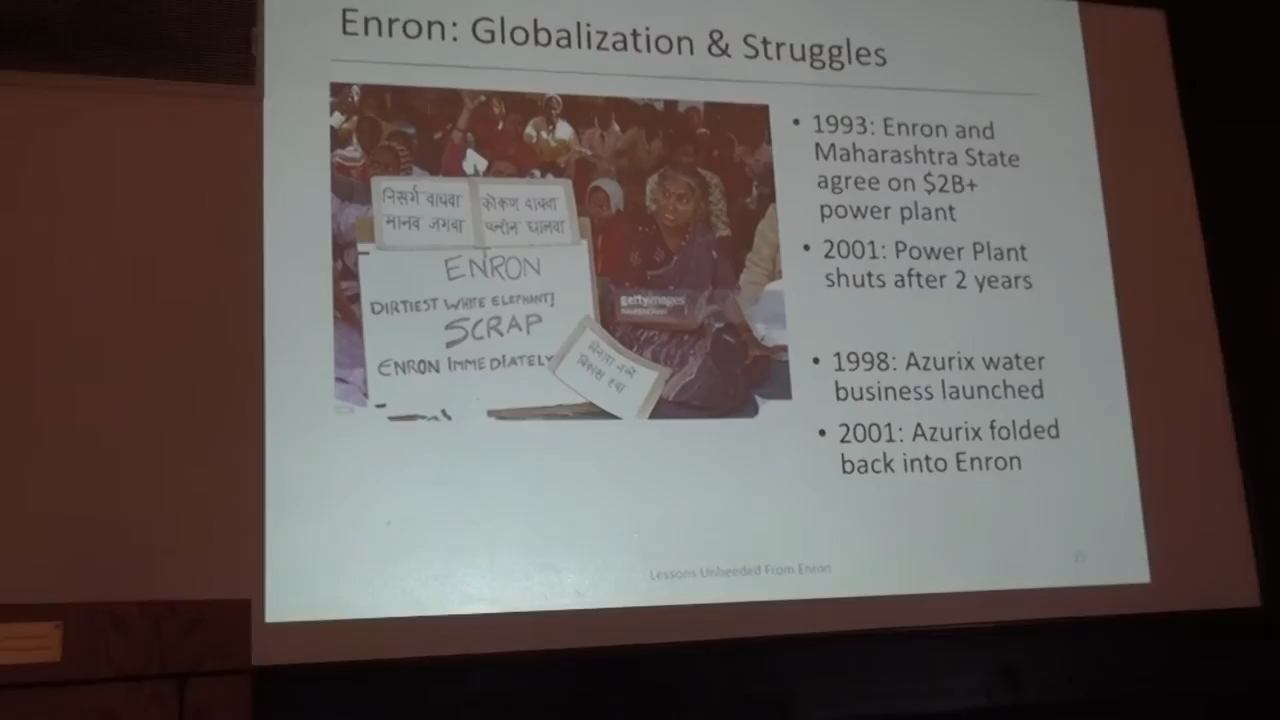 Enron: Globalization & Struggles
निसर्ग वाचवा
मानव जगवा
कोकण वाचवा
एन्रॉन घालवा
ENRON
DIRTIEST WHITE ELEPHANT!
SCRAP
ENRON IMMEDIATELY
gettyimages
• 1993: Enron and
Maharashtra State
agree on $2B+
power plant
• 2001: Power Plant
shuts after 2 years
• 1998: Azurix water
business launched
• 2001: Azurix folded
back into Enron
Lessons Unheeded From Enron